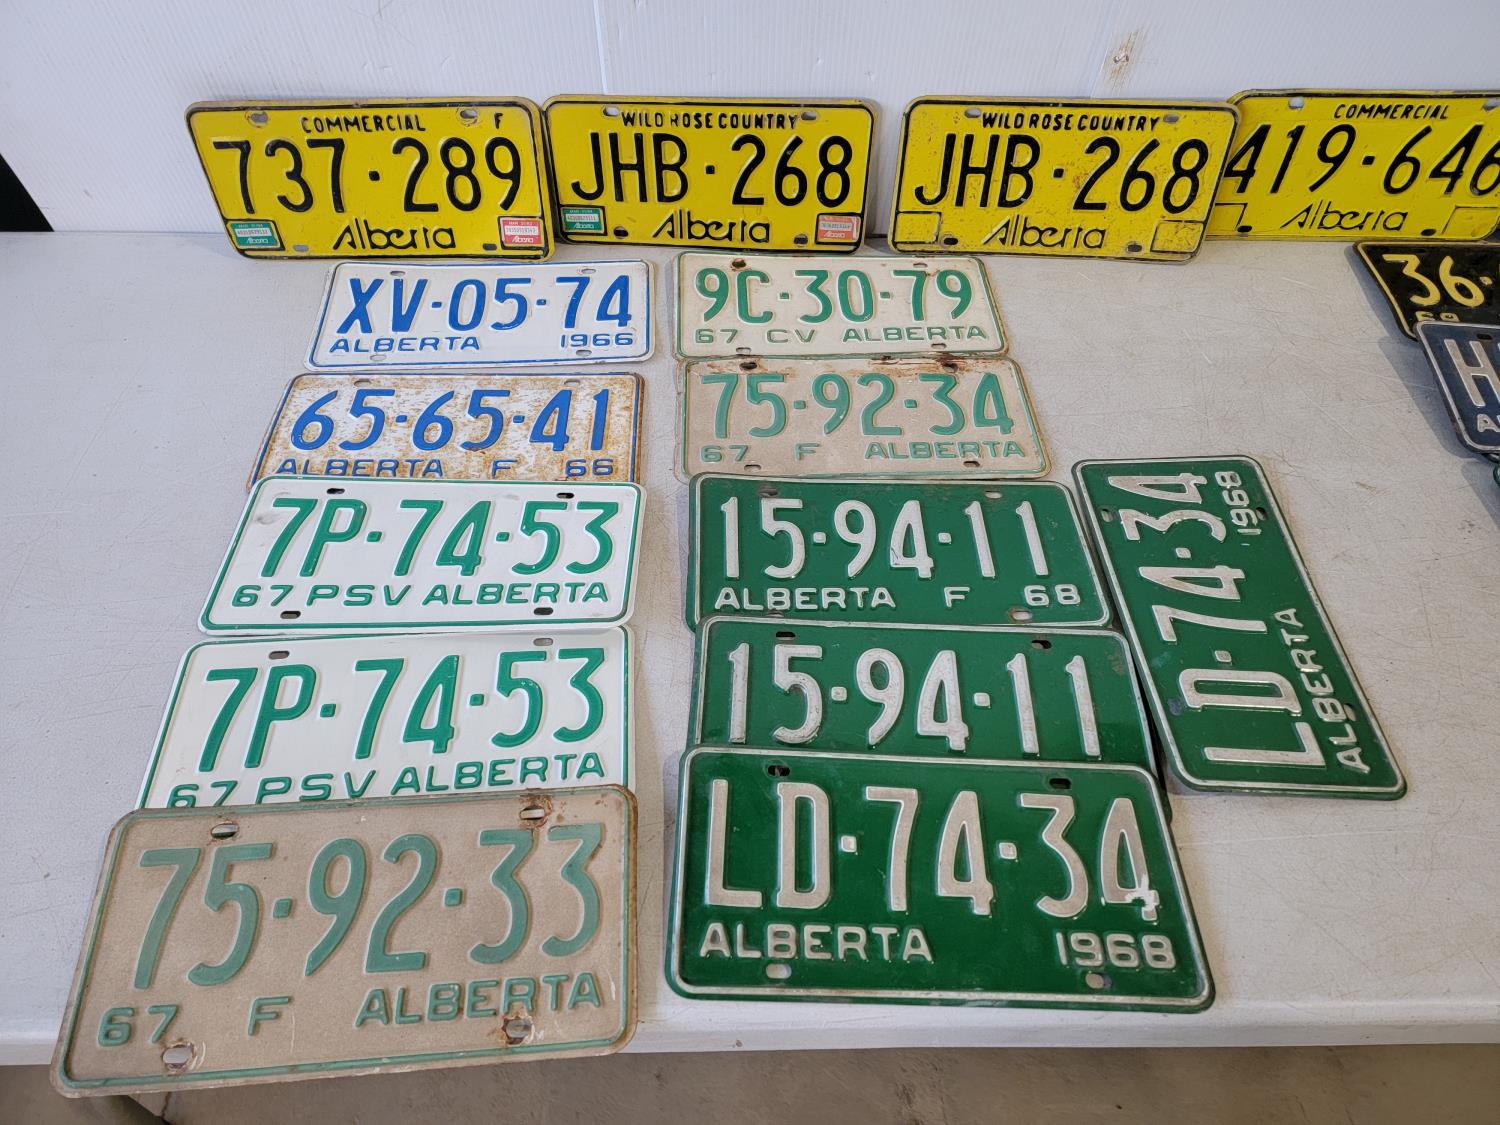 COMMERCIAL F
737·289
Alberta
WILD ROSE COUNTRY
JHB·268
Alberta
WILD ROSE COUNTRY
JHB·268
Alberta
COMMERCIAL
419·646
Alberta
XV·05·74
ALBERTA 1966
9C·30·79
67 CV ALBERTA
36·
65·65·41
ALBERTA F 66
75·92·34
67 F ALBERTA
7P·74·53
67 PSV ALBERTA
15·94·11
ALBERTA F 68
LD·74·34
ALBERTA 1968
7P·74·53
67 PSV ALBERTA
15·94·11
75·92·33
67 F ALBERTA
LD·74·34
ALBERTA 1968